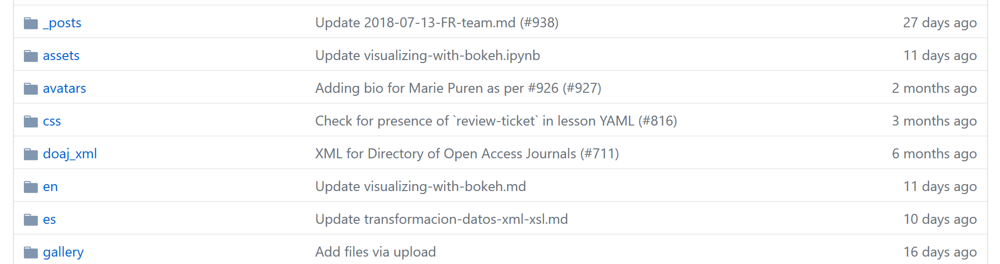 _posts Update 2018-07-13-FR-team.md (#938) 27 days ago
assets Update visualizing-with-bokeh.ipynb 11 days ago
avatars Adding bio for Marie Puren as per #926 (#927) 2 months ago
css Check for presence of `review-ticket` in lesson YAML (#816) 3 months ago
doaj_xml XML for Directory of Open Access Journals (#711) 6 months ago
en Update visualizing-with-bokeh.md 11 days ago
es Update transformacion-datos-xml-xsl.md 10 days ago
gallery Add files via upload 16 days ago